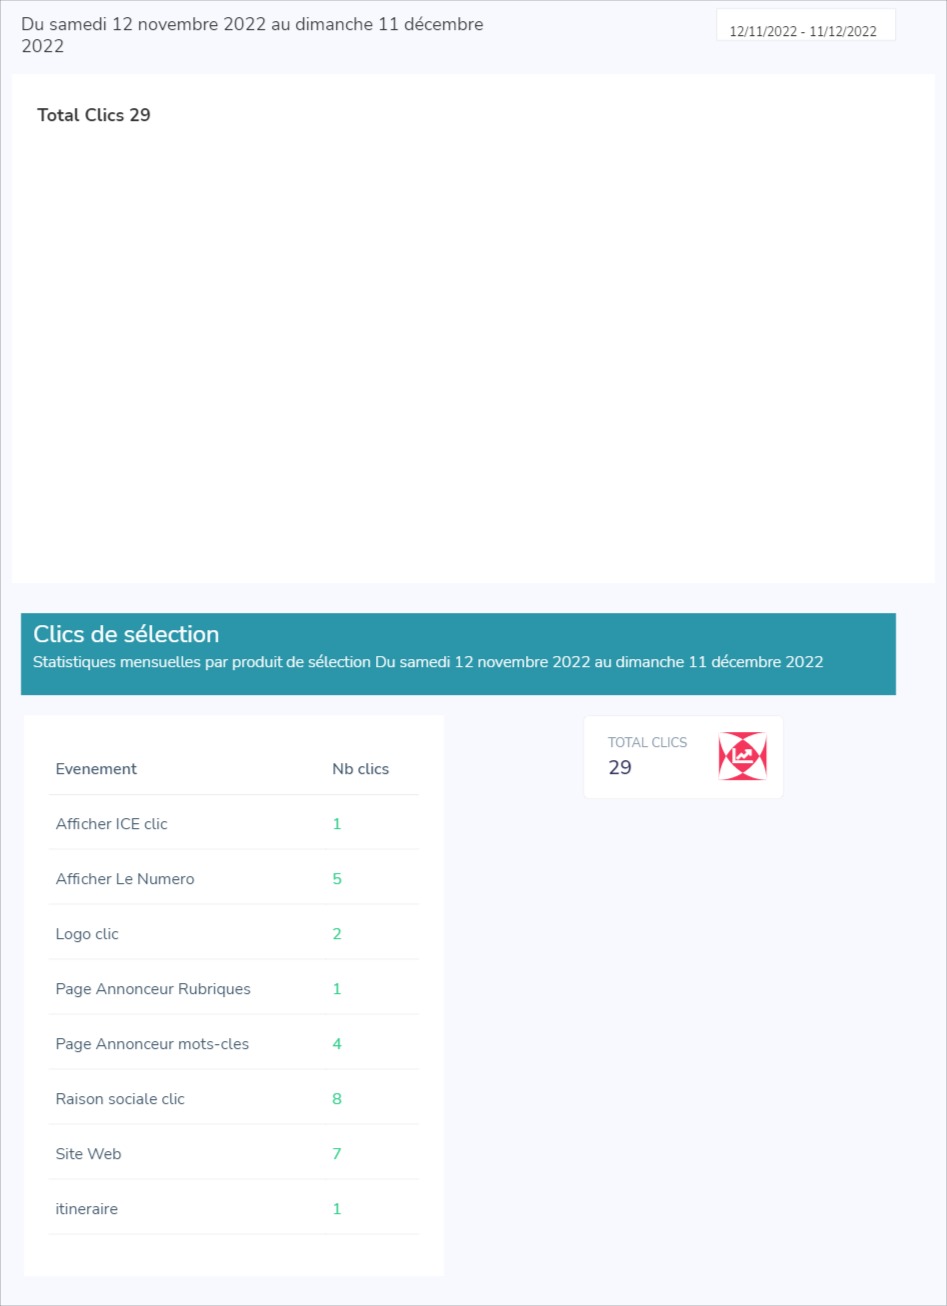 Du samedi 12 novembre 2022 au dimanche 11 décembre
2022
12/11/2022 - 11/12/2022
Total Clics 29
Clics de sélection
Statistiques mensuelles par produit de sélection Du samedi 12 novembre 2022 au dimanche 11 décembre 2022
TOTAL CLICS
29
Evenement Nb clics
Afficher ICE clic 1
Afficher Le Numero 5
Logo clic 2
Page Annonceur Rubriques 1
Page Annonceur mots-cles 4
Raison sociale clic 8
Site Web 7
itineraire 1